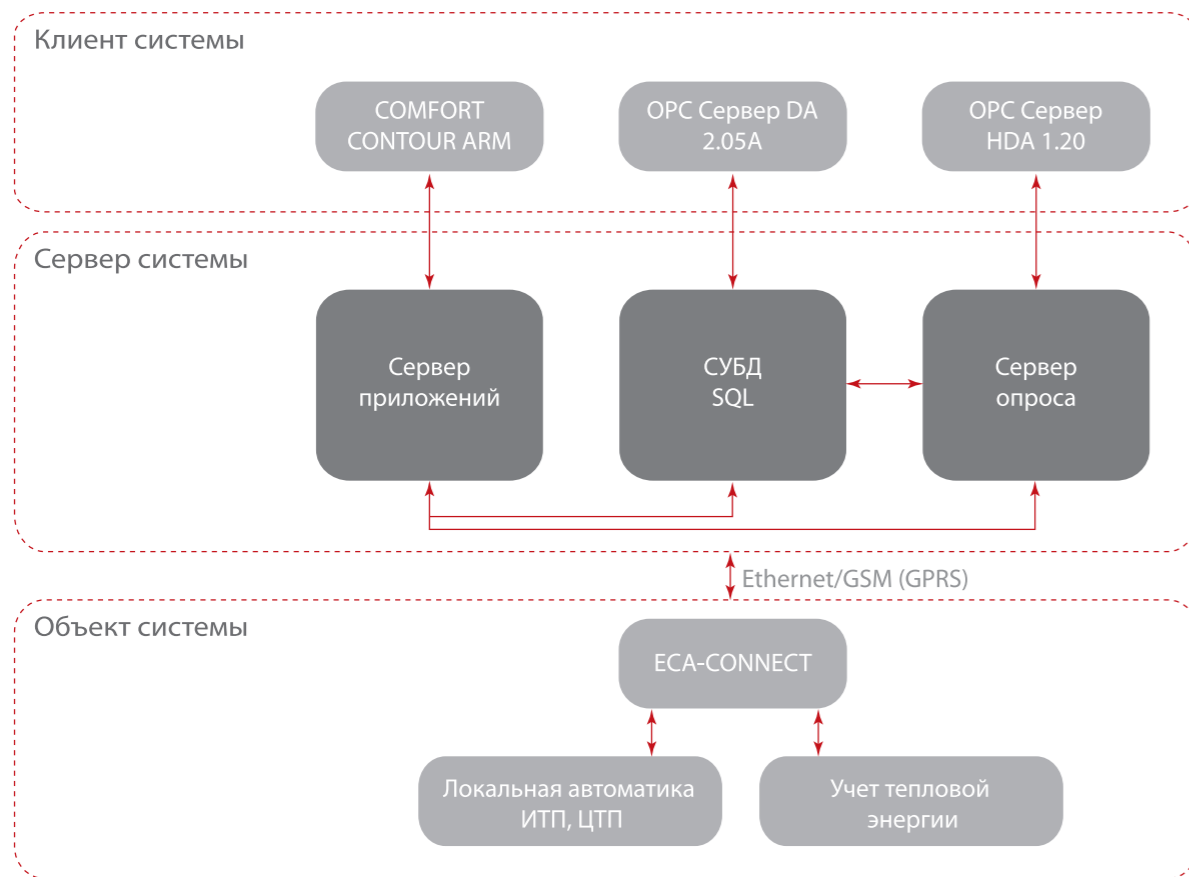 Клиент системы
COMFORT
CONTOUR ARM
OPC Сервер DA
2.05A
OPC Сервер
HDA 1.20
Сервер системы
Сервер
приложений
СУБД
SQL
Сервер
опроса
Ethernet/GSM (GPRS)
Объект системы
ECA-CONNECT
Локальная автоматика
ИТП, ЦТП
Учет тепловой
энергии